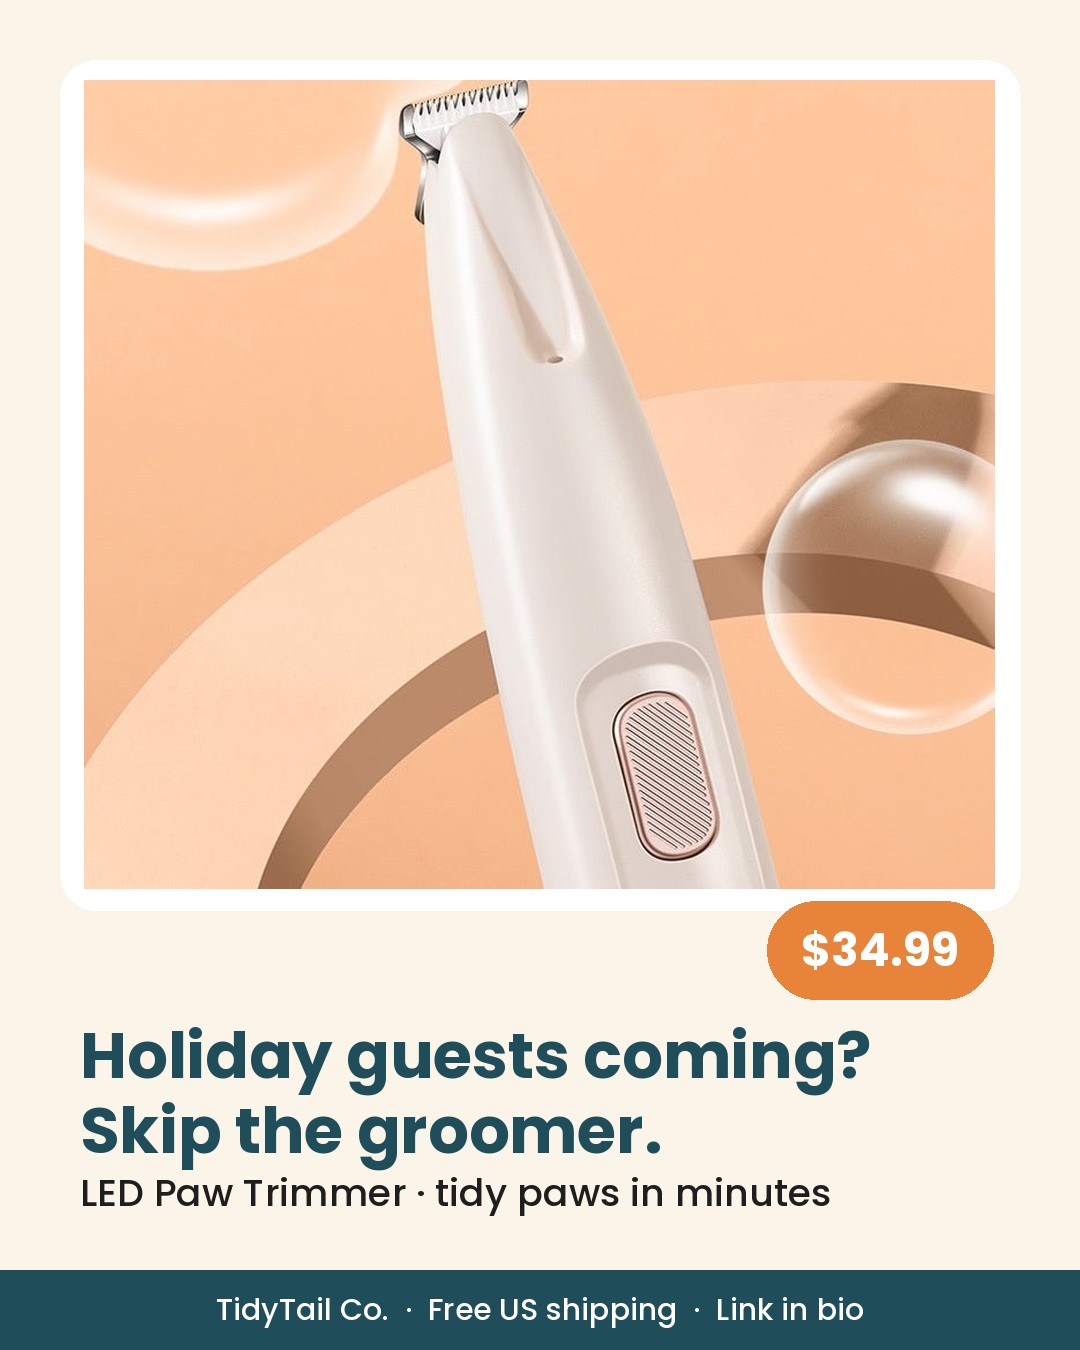 $34.99
Holiday guests coming?
Skip the groomer.
LED Paw Trimmer · tidy paws in minutes
TidyTail Co. · Free US shipping · Link in bio